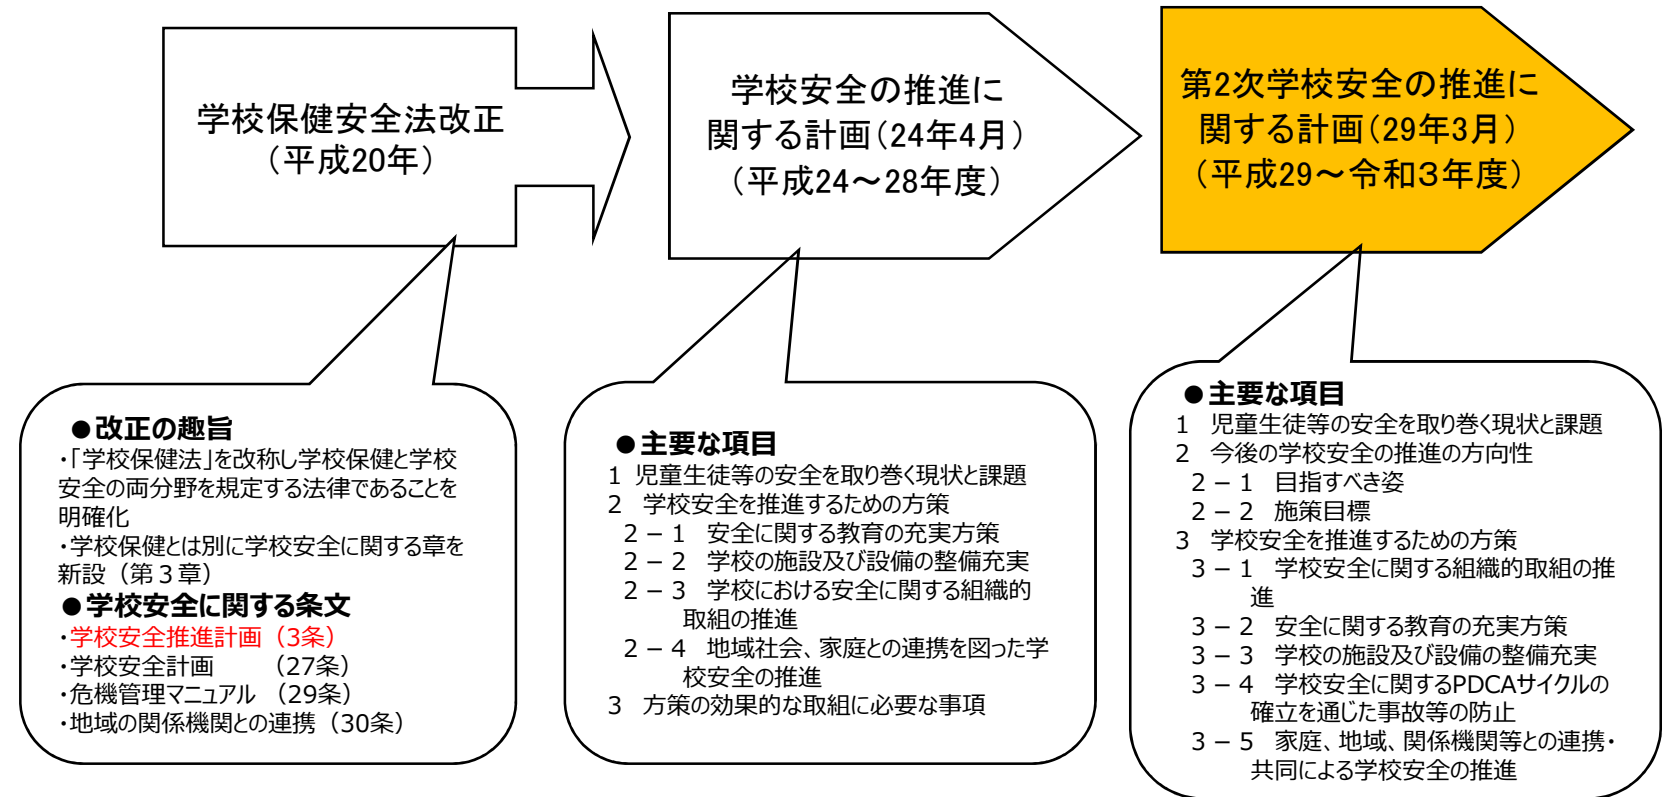 学校保健安全法改正
（平成20年）
学校安全の推進に
関する計画（24年4月）
（平成24～28年度）
第2次学校安全の推進に
関する計画（29年3月）
（平成29～令和３年度）
●改正の趣旨
・「学校保健法」を改称し学校保健と学校
安全の両分野を規定する法律であることを
明確化
・学校保健とは別に学校安全に関する章を
新設（第３章）
●学校安全に関する条文
・学校安全推進計画（3条）
・学校安全計画　　　（27条）
・危機管理マニュアル　（29条）
・地域の関係機関との連携（30条）
●主要な項目
1 児童生徒等の安全を取り巻く現状と課題
2　学校安全を推進するための方策
2－1　安全に関する教育の充実方策
2－2　学校の施設及び設備の整備充実
2－3　学校における安全に関する組織的
取組の推進
2－4　地域社会、家庭との連携を図った学
校安全の推進
3　方策の効果的な取組に必要な事項
●主要な項目
1　児童生徒等の安全を取り巻く現状と課題
2　今後の学校安全の推進の方向性
2－1　目指すべき姿
2－2　施策目標
3　学校安全を推進するための方策
3－1　学校安全に関する組織的取組の推
進
3－2　安全に関する教育の充実方策
3－3　学校の施設及び設備の整備充実
3－4　学校安全に関するPDCAサイクルの
確立を通じた事故等の防止
3－5　家庭、地域、関係機関等との連携・
共同による学校安全の推進